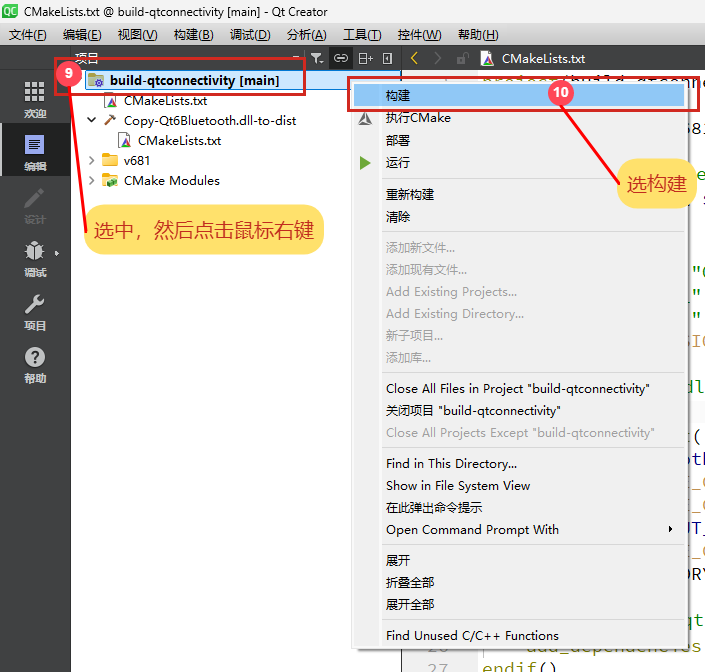 QC CMakeLists.txt @ build-qtconnectivity [main] - Qt Creator
文件(F) 编辑(E) 视图(V) 构建(B) 调试(D) 分析(A) 工具(T) 控件(W) 帮助(H)
项目
CMakeLists.txt
欢迎
编辑
设计
调试
项目
?
帮助
9
build-qtconnectivity [main]
CMakeLists.txt
Copy-Qt6Bluetooth.dll-to-dist
CMakeLists.txt
v681
CMake Modules
选中，然后点击鼠标右键
构建
10
选构建
执行CMake
部署
运行
重新构建
清除
添加新文件...
添加现有文件...
Add Existing Projects...
Add Existing Directory...
新子项目...
添加库...
Close All Files in Project "build-qtconnectivity"
关闭项目 "build-qtconnectivity"
Close All Projects Except "build-qtconnectivity"
Find in This Directory...
Show in File System View
在此弹出命令提示
Open Command Prompt With
展开
折叠全部
展开全部
Find Unused C/C++ Functions
27 endif()